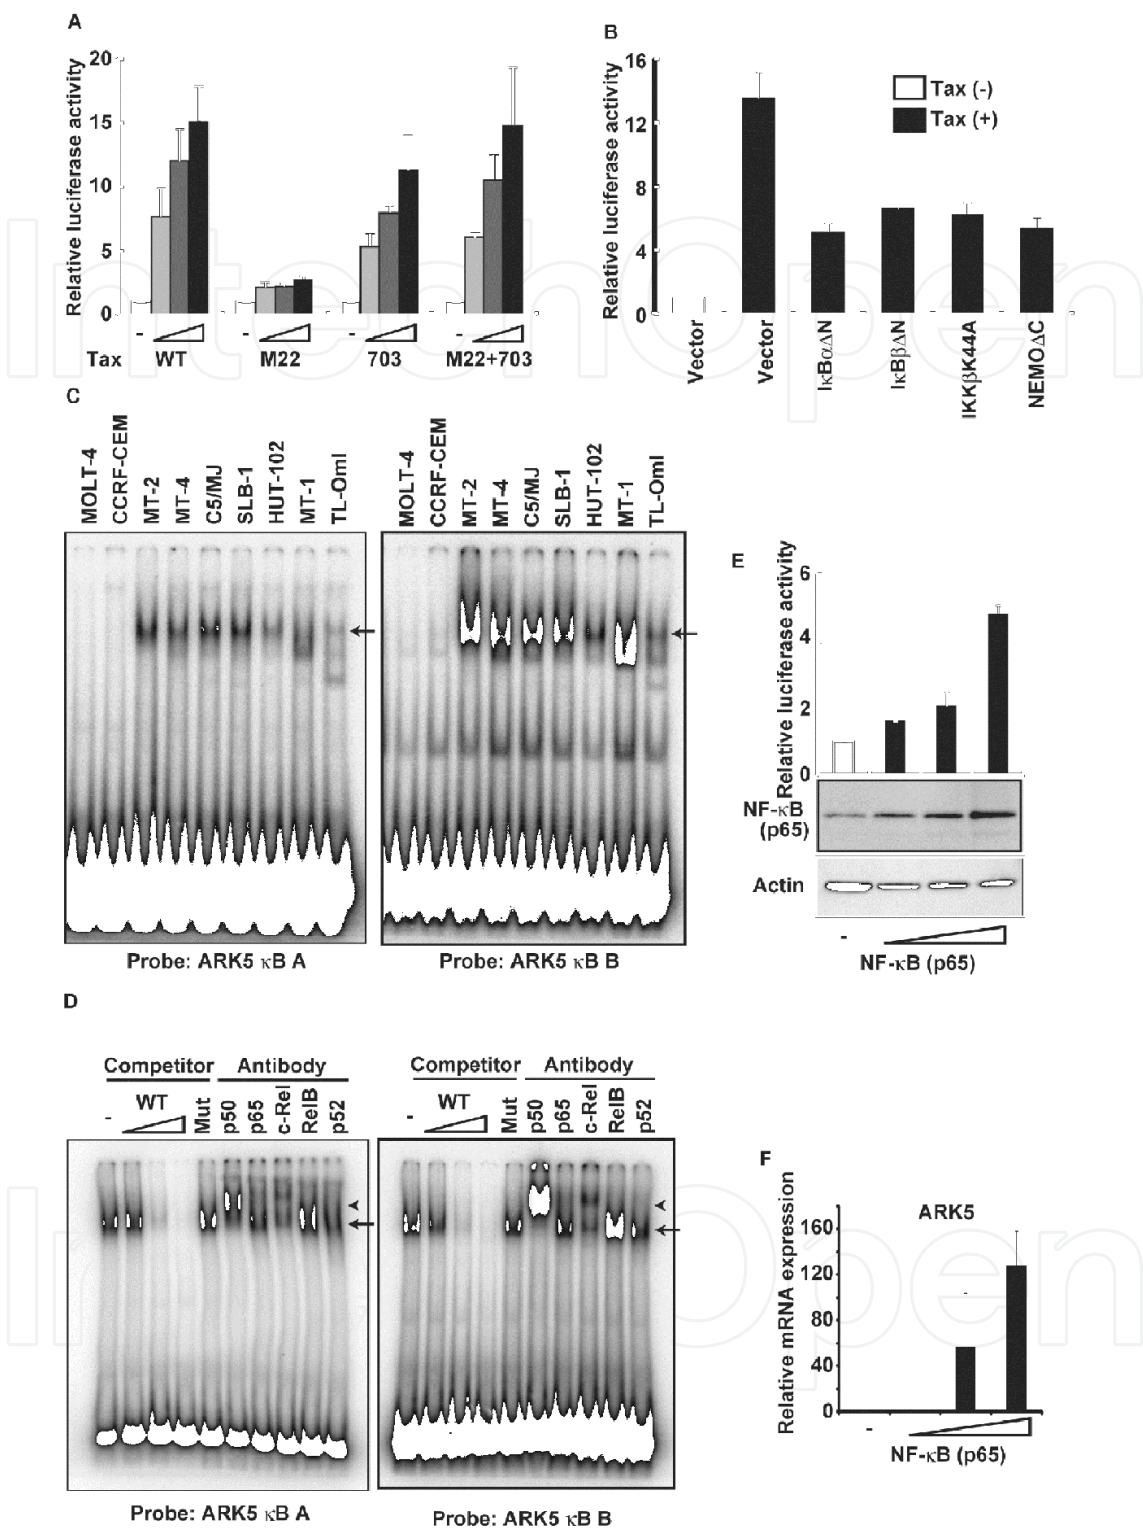 A
Relative luciferase activity
20
15
10
5
0
- - - -
Tax WT M22 703 M22+703
B
Relative luciferase activity
16
12
8
4
0
Tax (-)
Tax (+)
Vector
Vector
IκBαΔN
IκBβΔN
IKKβK44A
NEMOΔC
C
MOLT-4
CCRF-CEM
MT-2
MT-4
C5/MJ
SLB-1
HUT-102
MT-1
TL-OmI
MOLT-4
CCRF-CEM
MT-2
MT-4
C5/MJ
SLB-1
HUT-102
MT-1
TL-OmI
Probe: ARK5 κB A
Probe: ARK5 κB B
E
Relative luciferase activity
6
4
2
0
NF-κB
(p65)
Actin
-
NF-κB (p65)
D
Competitor Antibody
-
WT
Mut
p50
p65
c-Rel
RelB
p52
Competitor Antibody
-
WT
Mut
p50
p65
c-Rel
RelB
p52
Probe: ARK5 κB A
Probe: ARK5 κB B
F
Relative mRNA expression
ARK5
160
120
80
40
0
-
NF-κB (p65)
IntechOpen
IntechOpen